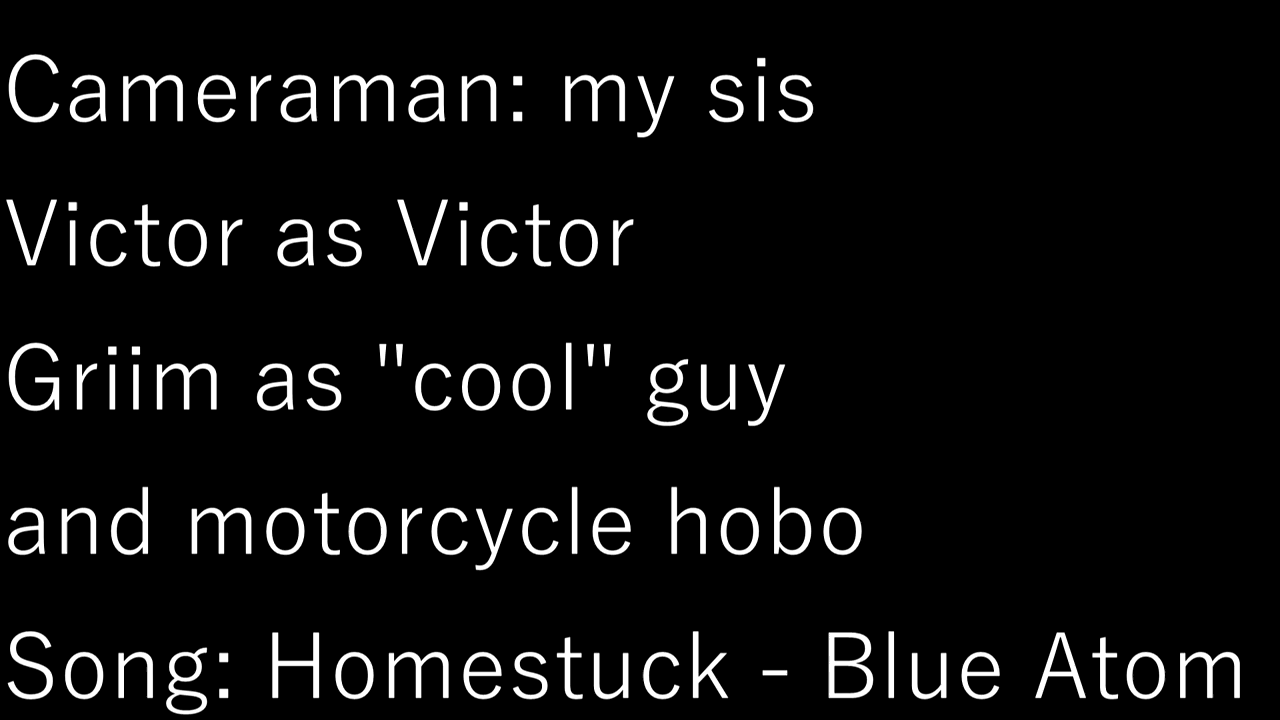 Cameraman: my sis
Victor as Victor
Griim as "cool" guy
and motorcycle hobo
Song: Homestuck - Blue Atom